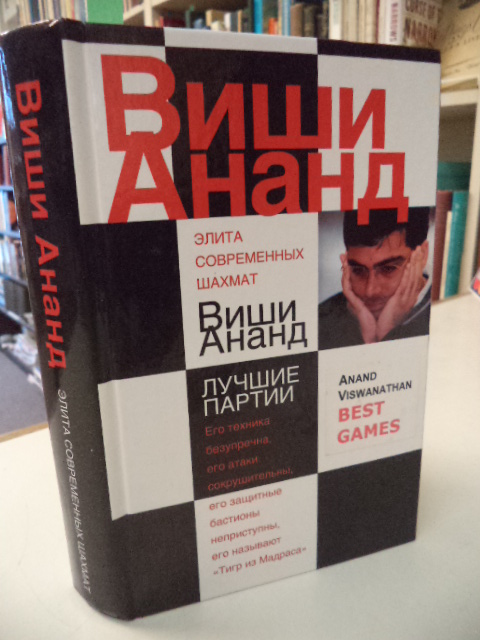 Виши Ананд
ЭЛИТА СОВРЕМЕННЫХ ШАХМАТ
Виши
Ананд
ЭЛИТА
СОВРЕМЕННЫХ
ШАХМАТ
Виши
Ананд
ЛУЧШИЕ
ПАРТИИ
Его техника
безупречна,
его атаки
сокрушительны,
его защитные
бастионы
неприступны,
его называют
«Тигр из Мадраса»
ANAND
VISWANATHAN
BEST
GAMES